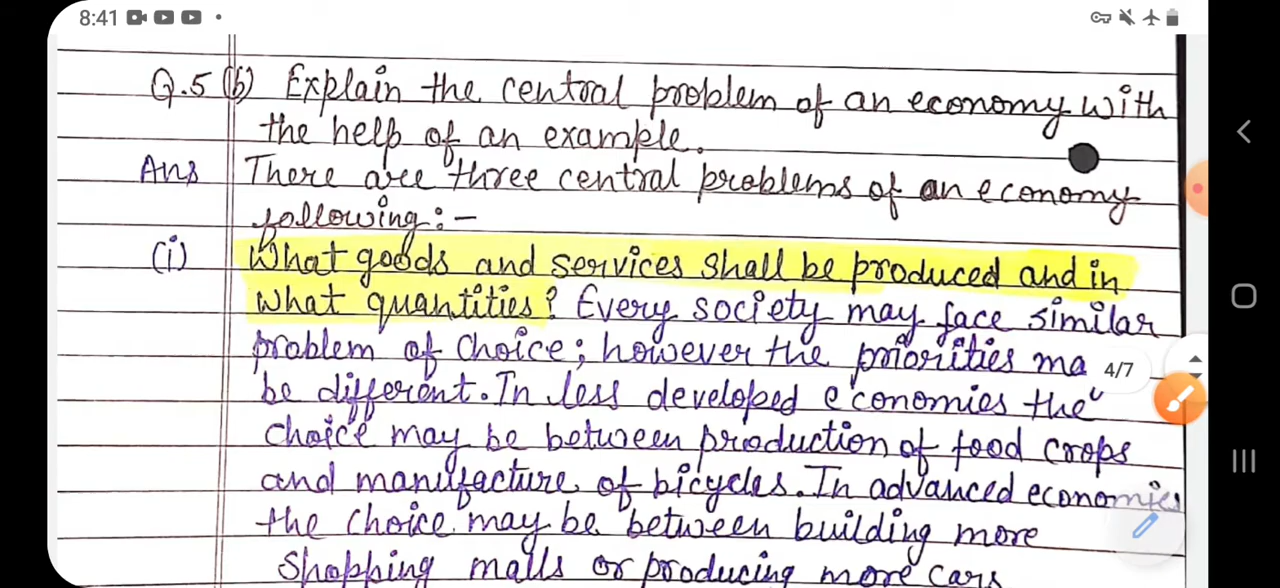 8:41
Q.5 (b) Explain the central problem of an economy with
the help of an example.
Ans There are three central problems of an economy
following:-
(i) What goods and services shall be produced and in
what quantities? Every society may face similar
problem of choice; however the priorities ma
4/7
be different. In less developed economies the
choice may be between production of food crops
and manufacture of bicycles. In advanced economies
the choice may be between building more
shopping malls or producing more cars